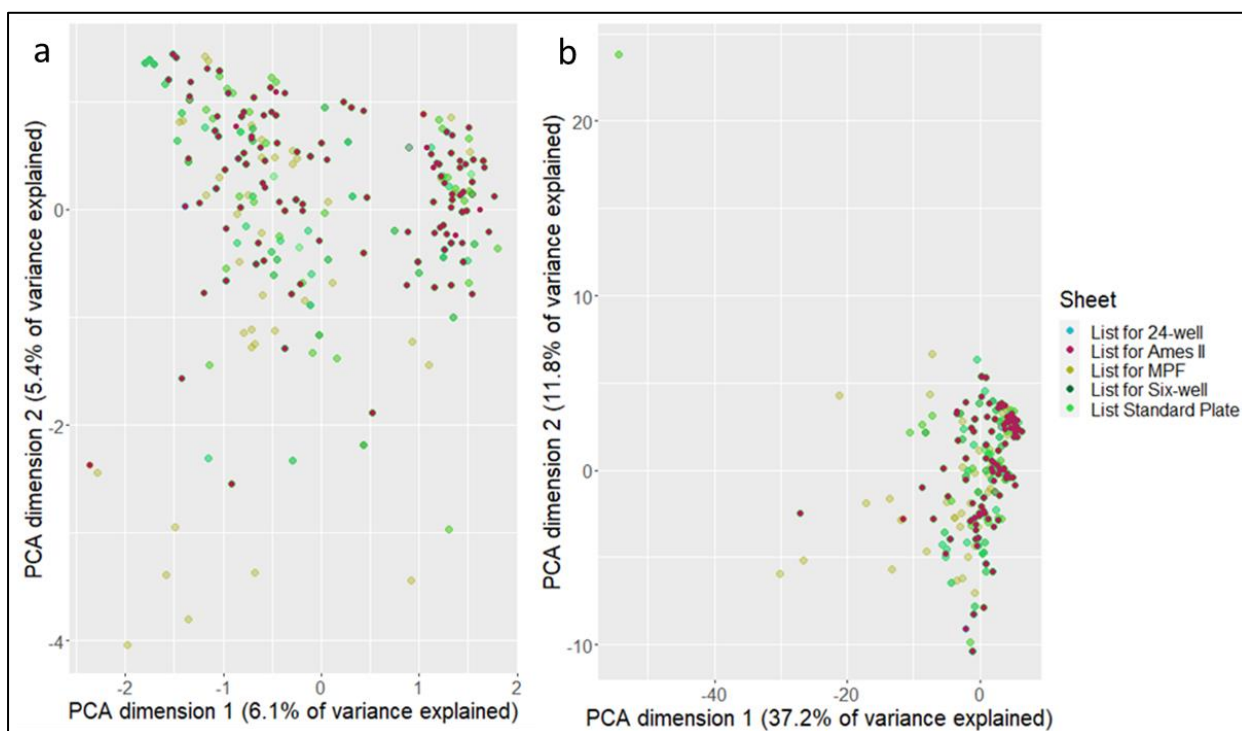 a
b
0
-2
-4
20
10
0
-10
-2
-1
0
1
2
-40
-20
0
PCA dimension 2 (5.4% of variance explained)
PCA dimension 1 (6.1% of variance explained)
PCA dimension 2 (11.8% of variance explained)
PCA dimension 1 (37.2% of variance explained)
Sheet
List for 24-well
List for Ames II
List for MPF
List for Six-well
List Standard Plate